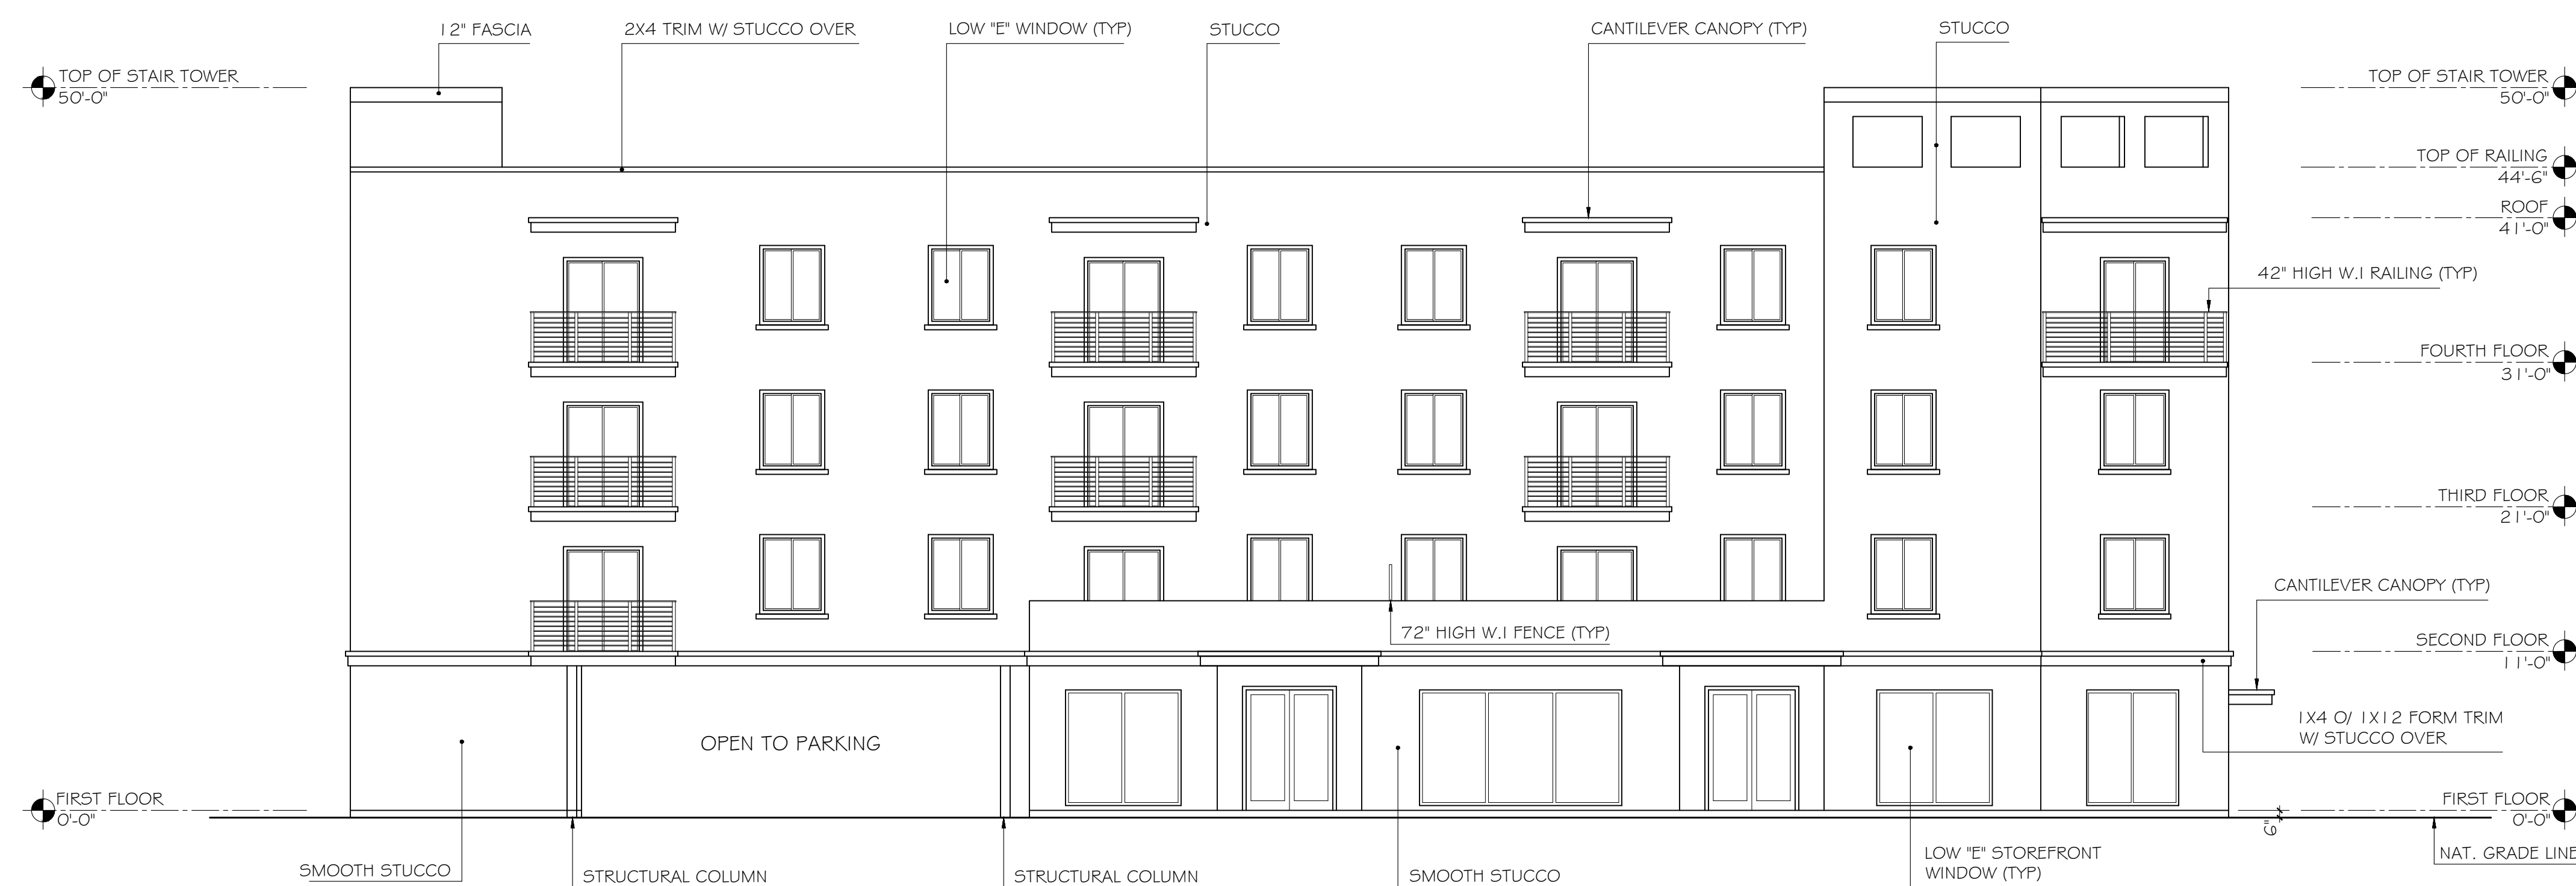 12" FASCIA
2X4 TRIM W/ STUCCO OVER
LOW "E" WINDOW (TYP)
STUCCO
CANTILEVER CANOPY (TYP)
STUCCO
TOP OF STAIR TOWER
50'-0"
TOP OF STAIR TOWER
50'-0"
TOP OF RAILING
44'-6"
ROOF
41'-0"
42" HIGH W.I RAILING (TYP)
FOURTH FLOOR
31'-0"
THIRD FLOOR
21'-0"
CANTILEVER CANOPY (TYP)
72" HIGH W.I FENCE (TYP)
SECOND FLOOR
11'-0"
1X4 O/ 1X12 FORM TRIM
W/ STUCCO OVER
OPEN TO PARKING
FIRST FLOOR
0'-0"
FIRST FLOOR
0'-0"
6"
NAT. GRADE LINE
SMOOTH STUCCO
STRUCTURAL COLUMN
STRUCTURAL COLUMN
SMOOTH STUCCO
LOW "E" STOREFRONT
WINDOW (TYP)